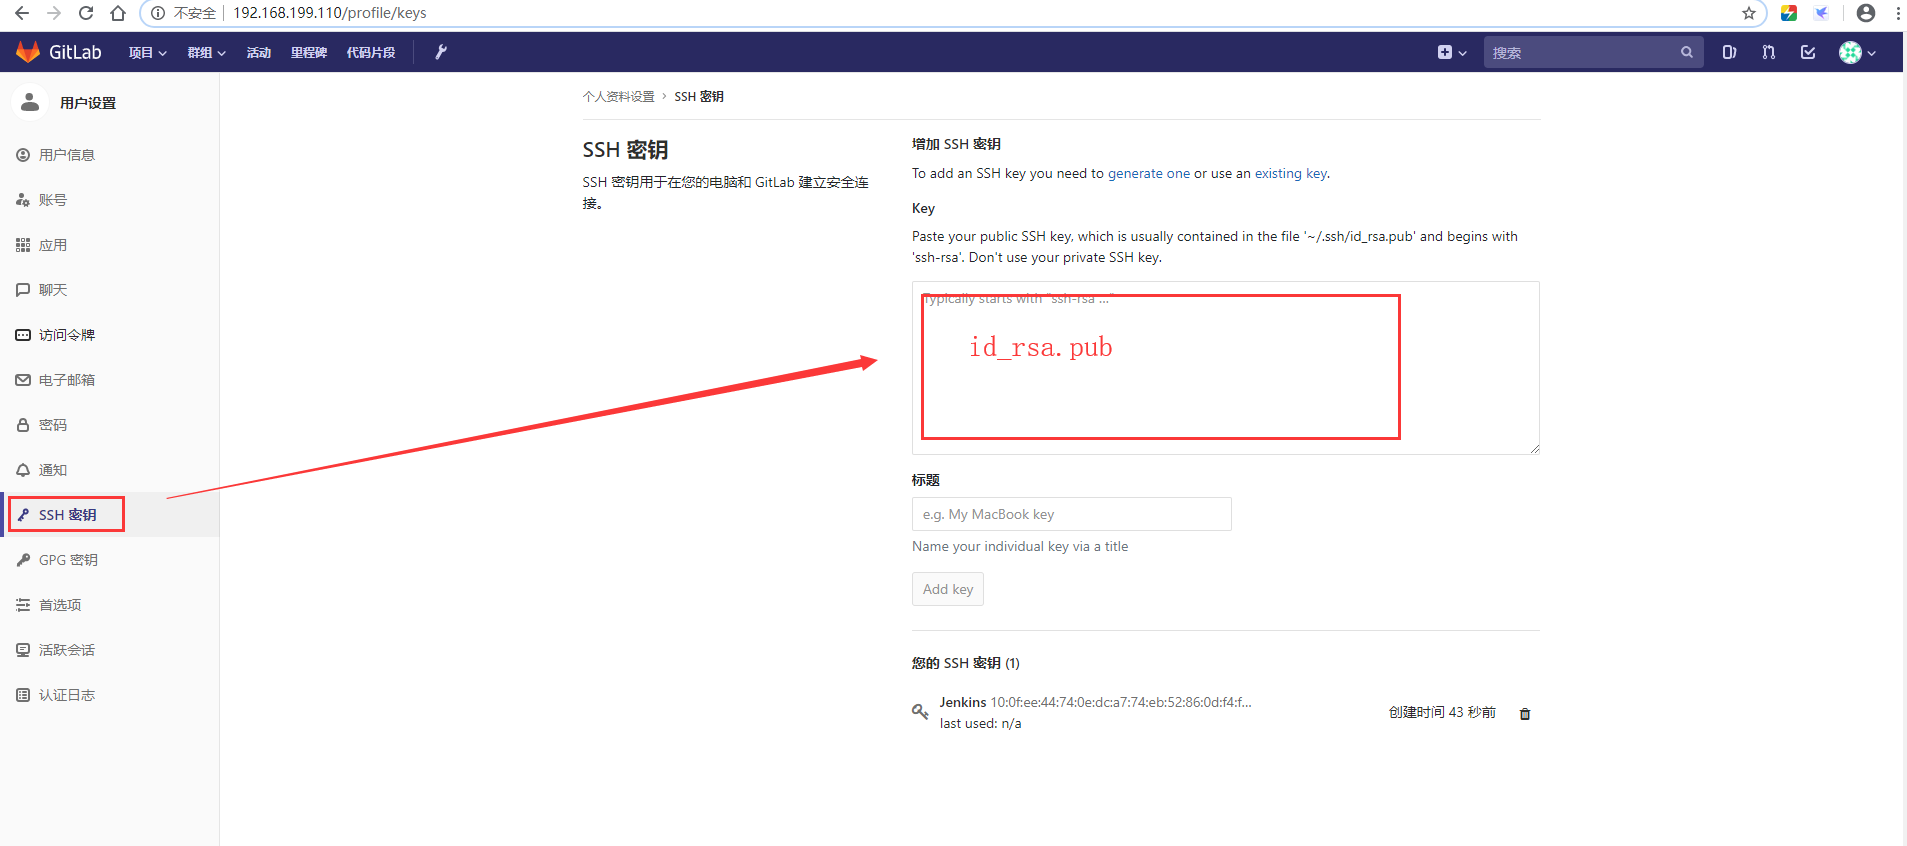 不安全 192.168.199.110/profile/keys
GitLab 项目 群组 活动 里程碑 代码片段 搜索
用户设置
用户信息
账号
应用
聊天
访问令牌
电子邮箱
密码
通知
SSH 密钥
GPG 密钥
首选项
活跃会话
认证日志
个人资料设置 › SSH 密钥
SSH 密钥
SSH 密钥用于在您的电脑和 GitLab 建立安全连
接。
增加 SSH 密钥
To add an SSH key you need to generate one or use an existing key.
Key
Paste your public SSH key, which is usually contained in the file '~/.ssh/id_rsa.pub' and begins with
'ssh-rsa'. Don't use your private SSH key.
Typically starts with "ssh-rsa ..."
id_rsa.pub
标题
e.g. My MacBook key
Name your individual key via a title
Add key
您的 SSH 密钥 (1)
Jenkins 10:0f:ee:44:74:0e:dc:a7:74:eb:52:86:0d:f4:f...
last used: n/a
创建时间 43 秒前